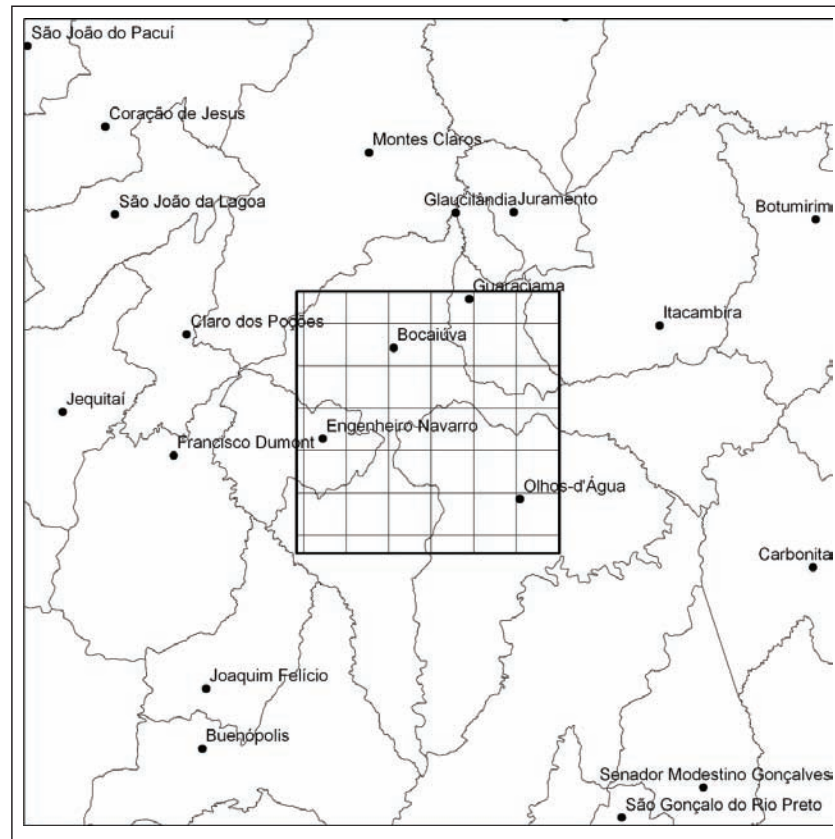 São João do Pacuí
Coração de Jesus
Montes Claros
São João da Lagoa
Glaucilândia
Juramento
Botumirim
Guaraciama
Itacambira
Claro dos Poções
Bocaiúva
Jequitaí
Engenheiro Navarro
Francisco Dumont
Olhos-d'Água
Carbonita
Joaquim Felício
Buenópolis
Senador Modestino Gonçalves
São Gonçalo do Rio Preto